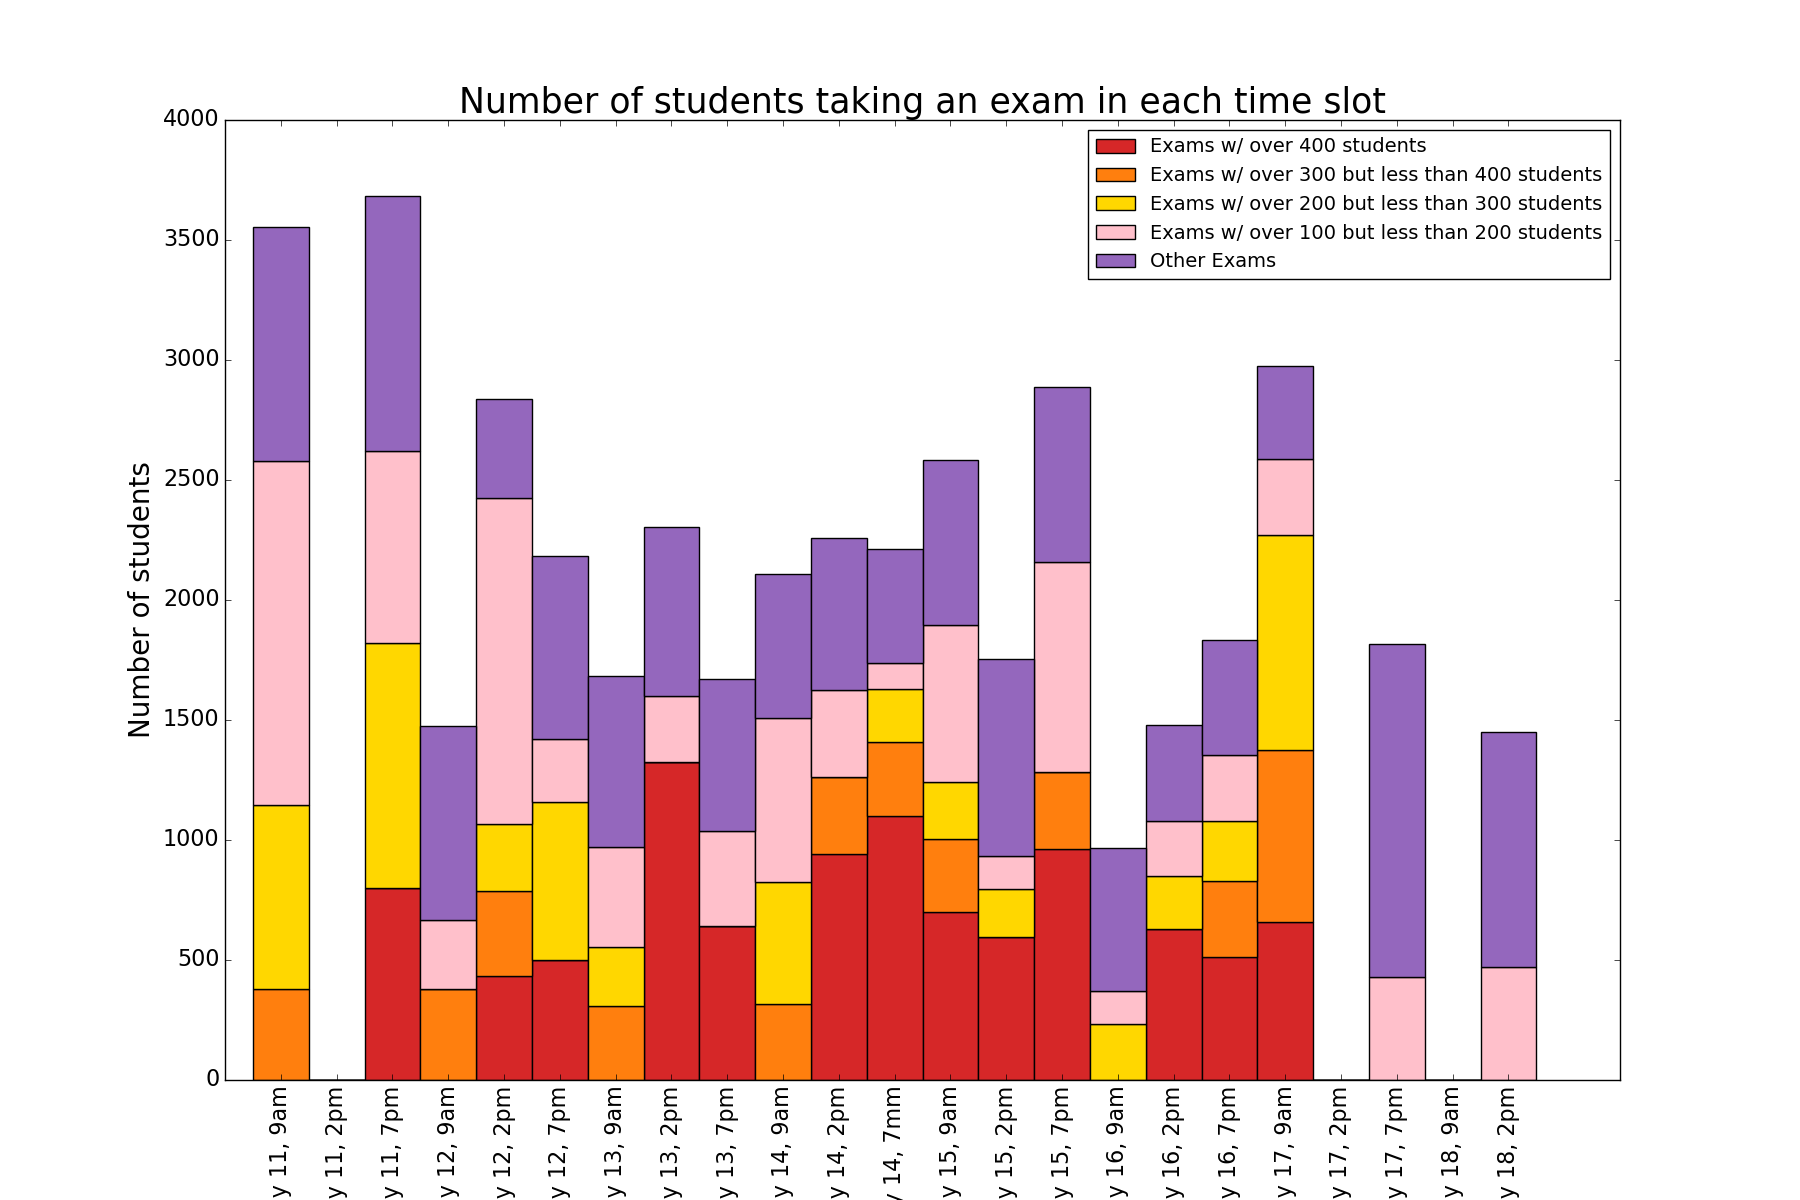 Number of students taking an exam in each time slot
Exams w/ over 400 students
Exams w/ over 300 but less than 400 students
Exams w/ over 200 but less than 300 students
Exams w/ over 100 but less than 200 students
Other Exams
Number of students
4000
3500
3000
2500
2000
1500
1000
500
0
y 11, 9am
y 11, 2pm
y 11, 7pm
y 12, 9am
y 12, 2pm
y 12, 7pm
y 13, 9am
y 13, 2pm
y 13, 7pm
y 14, 9am
y 14, 2pm
y 14, 7mm
y 15, 9am
y 15, 2pm
y 15, 7pm
y 16, 9am
y 16, 2pm
y 16, 7pm
y 17, 9am
y 17, 2pm
y 17, 7pm
y 18, 9am
y 18, 2pm